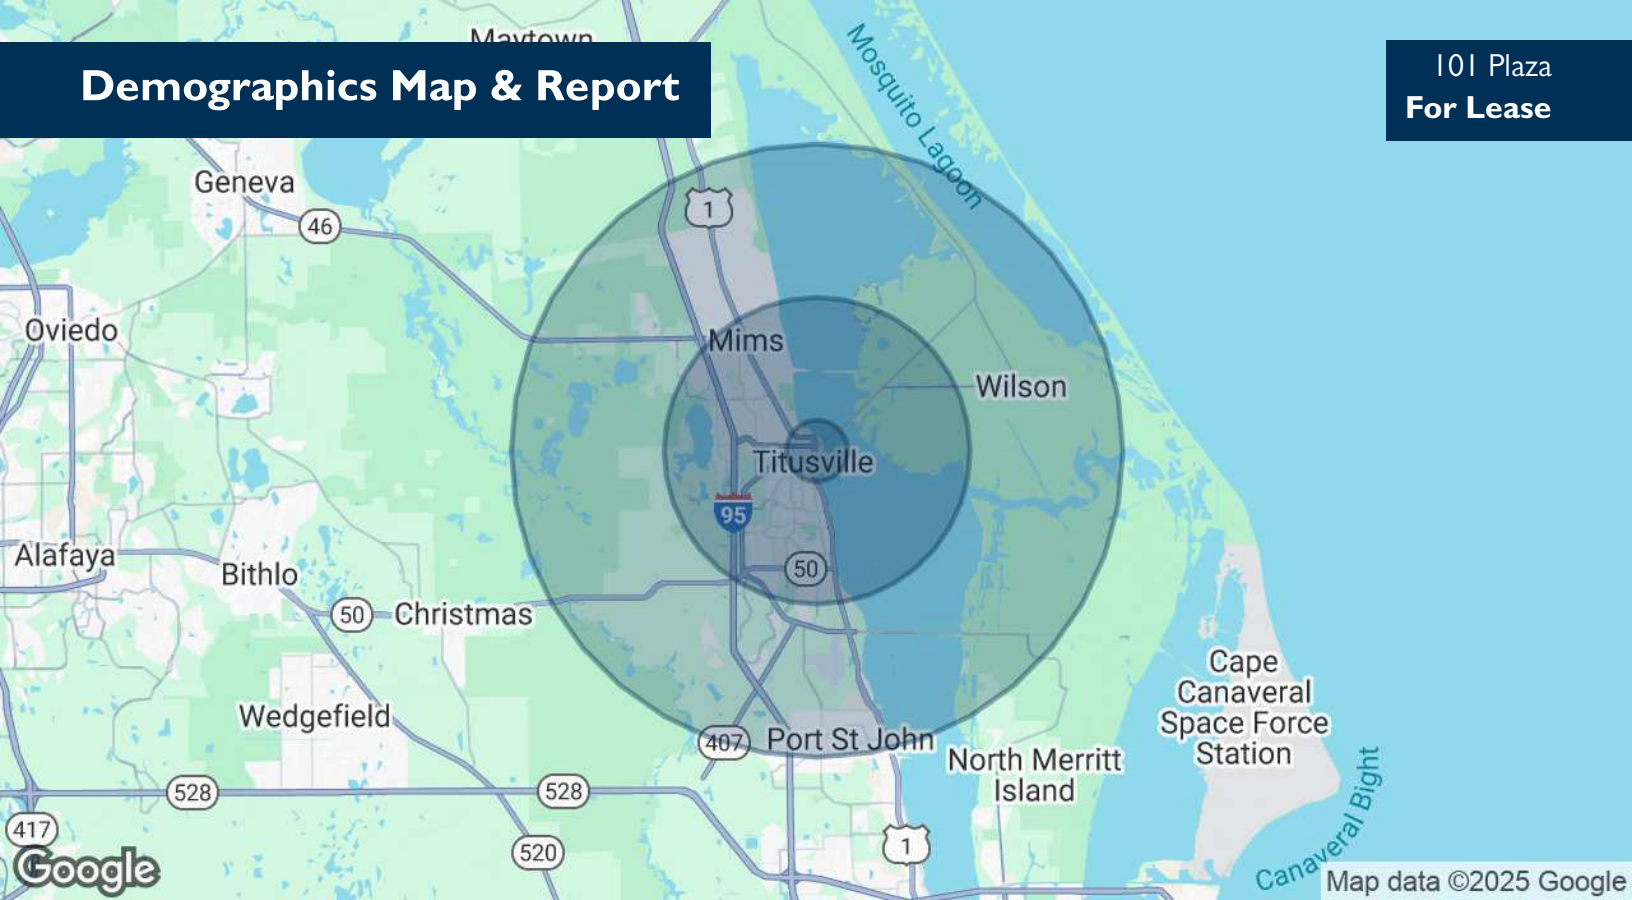 Maytown
Demographics Map & Report
101 Plaza
For Lease
Mosquito Lagoon
Geneva
46
1
Oviedo
Mims
Wilson
Titusville
95
50
Alafaya
Bithlo
50
Christmas
Cape
Canaveral
Space Force
Station
Wedgefield
407
Port St John
North Merritt
Island
528
528
417
520
1
Canaveral Bight
Google
Map data ©2025 Google